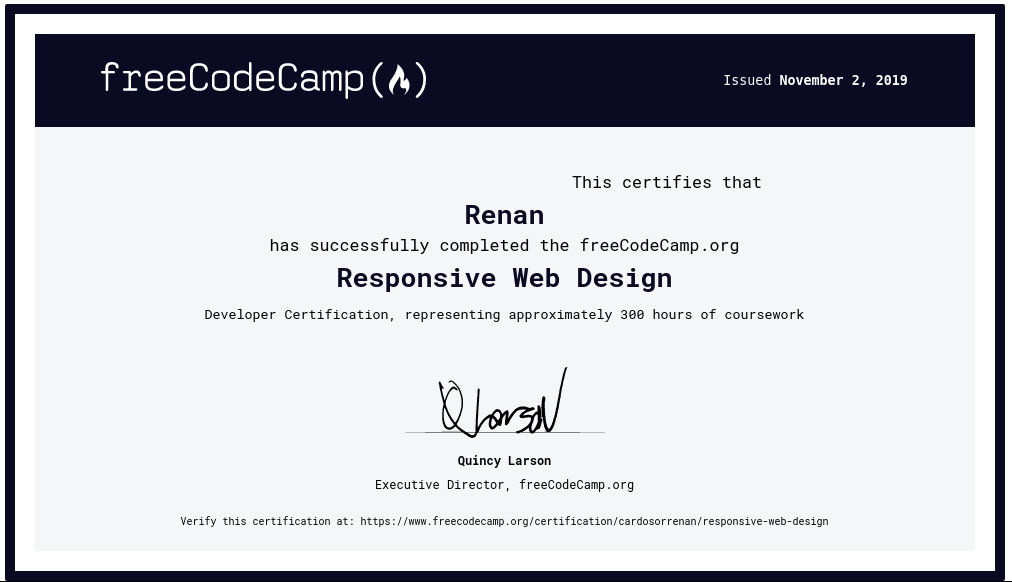 freeCodeCamp(🔥)
Issued November 2, 2019
This certifies that
Renan
has successfully completed the freeCodeCamp.org
Responsive Web Design
Developer Certification, representing approximately 300 hours of coursework
Q Larson
Quincy Larson
Executive Director, freeCodeCamp.org
Verify this certification at: https://www.freecodecamp.org/certification/cardosorrenan/responsive-web-design